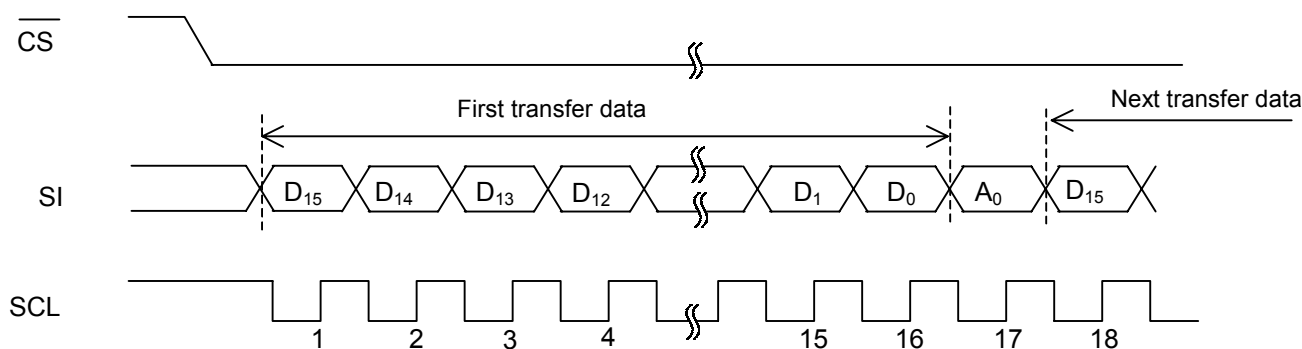 C̅S̅
First transfer data
Next transfer data
SI
D₁₅ D₁₄ D₁₃ D₁₂ D₁ D₀ A₀ D₁₅
SCL
1 2 3 4 15 16 17 18